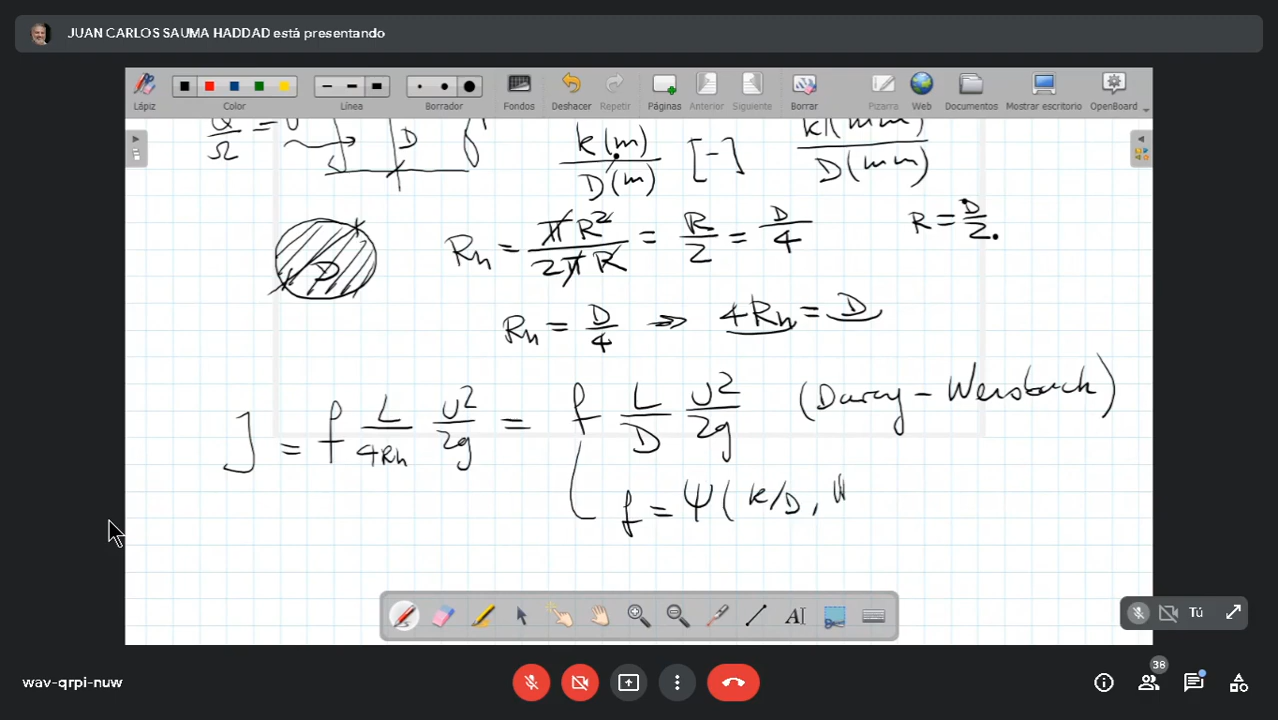 JUAN CARLOS SAUMA HADDAD está presentando
Lápiz Color Línea Borrador Fondos Deshacer Repetir Páginas Anterior Siguiente Borrar Pizarra Web Documentos Mostrar escritorio OpenBoard
Q/Ω = U D
k(m)/D(m) [-] k(mm)/D(mm)
D Rh = πR²/2πR = R/2 = D/4 R = D/2.
Rh = D/4 ⇒ 4Rh = D
J = f L/4Rh U²/2g = f L/D U²/2g (Darcy - Weisbach)
f = Ψ( k/D ,
Tú
wav-qrpi-nuw
38